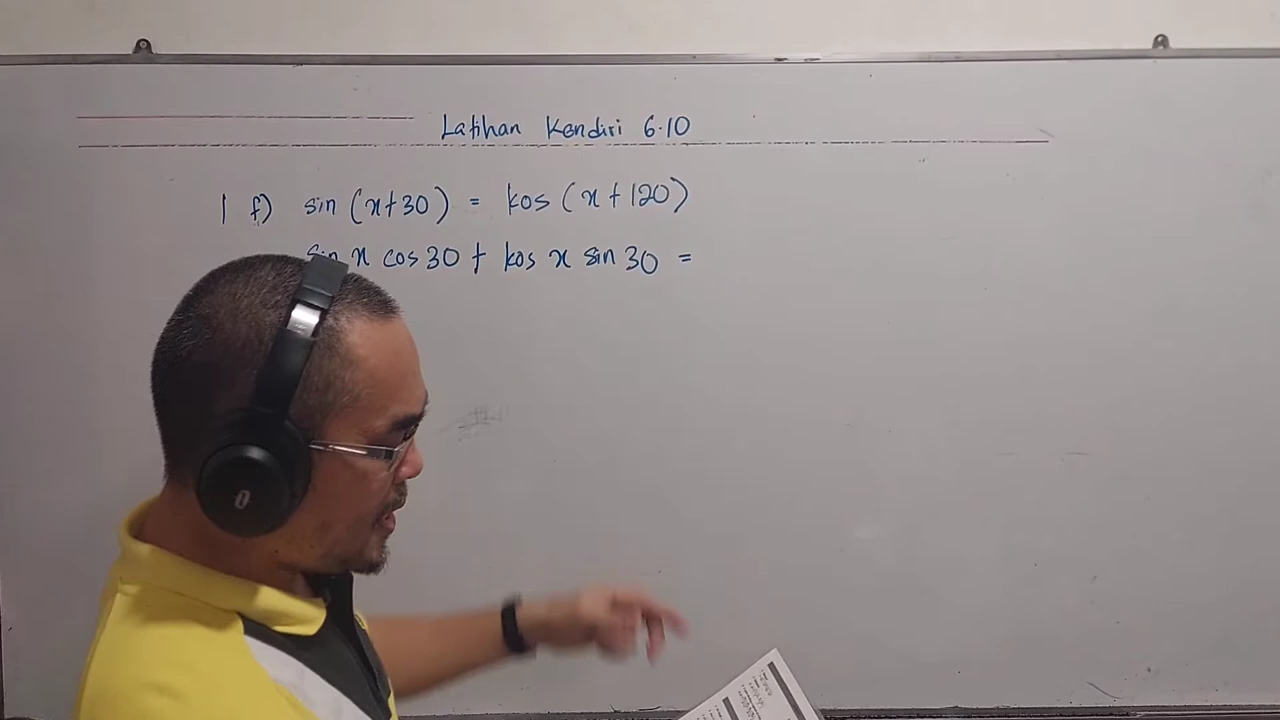 Latihan Kendiri 6.10
1 f) sin (x+30) = kos (x+120)
sin x cos 30 + kos x sin 30 =